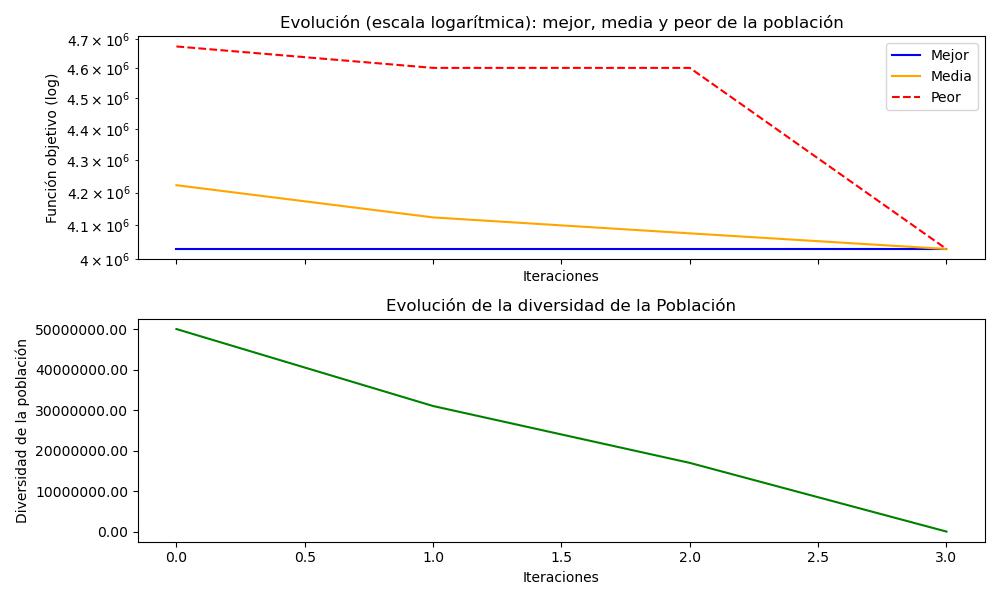 Evolución (escala logarítmica): mejor, media y peor de la población
Función objetivo (log)
4.7 × 10⁶
4.6 × 10⁶
4.5 × 10⁶
4.4 × 10⁶
4.3 × 10⁶
4.2 × 10⁶
4.1 × 10⁶
4 × 10⁶
Mejor
Media
Peor
Iteraciones
Evolución de la diversidad de la Población
Diversidad de la población
50000000.00
40000000.00
30000000.00
20000000.00
10000000.00
0.00
0.0 0.5 1.0 1.5 2.0 2.5 3.0
Iteraciones